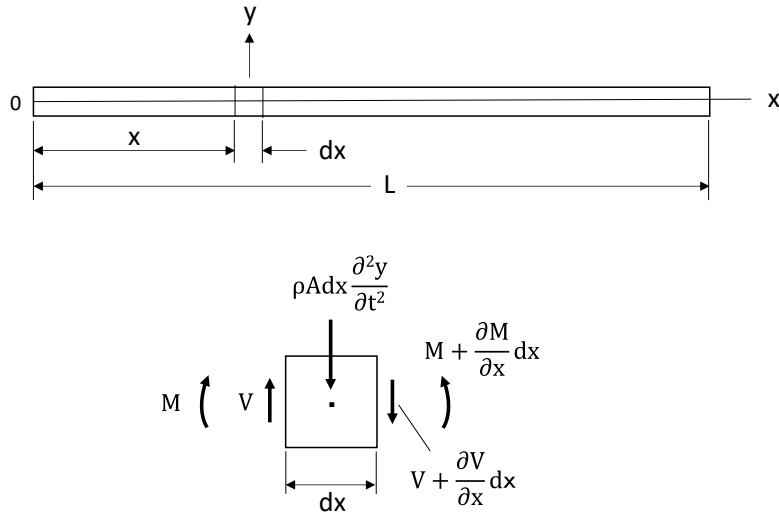 y
0
x
x
dx
L
ρAdx ∂²y/∂t²
M + ∂M/∂x dx
M
V
V + ∂V/∂x dx
dx